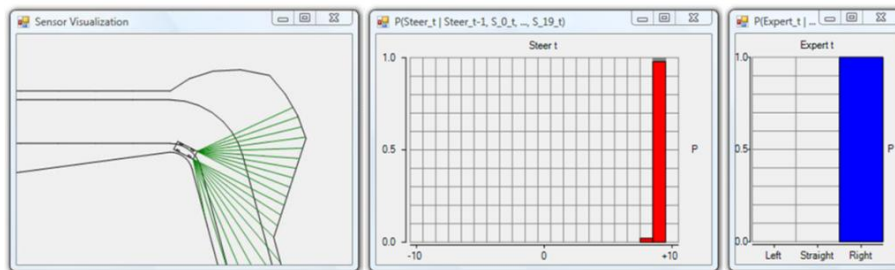 Sensor Visualization
P(Steer_t | Steer_t-1, S_0_t, ..., S_19_t)
Steer t
1.0
0.5
0.0
-10
0
+10
P
P(Expert_t | ...
Expert t
1.0
0.5
0.0
Left Straight Right
P